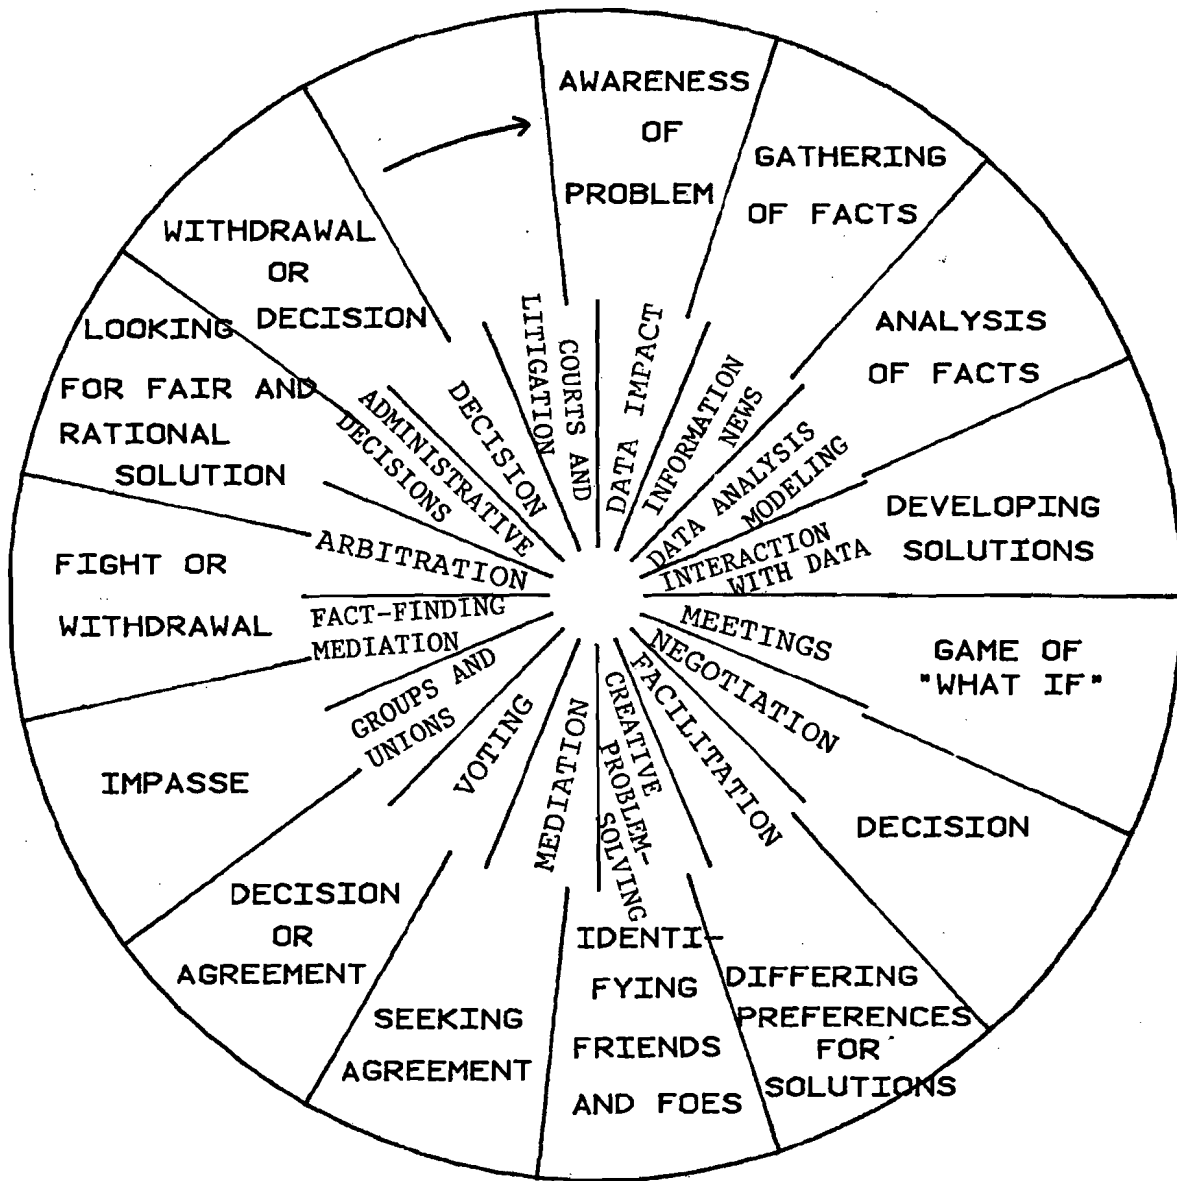 AWARENESS
OF
PROBLEM
GATHERING
OF FACTS
ANALYSIS
OF FACTS
DEVELOPING
SOLUTIONS
GAME OF
"WHAT IF"
DECISION
DIFFERING
PREFERENCES
FOR
SOLUTIONS
IDENTI-
FYING
FRIENDS
AND FOES
SEEKING
AGREEMENT
DECISION
OR
AGREEMENT
IMPASSE
FIGHT OR
WITHDRAWAL
LOOKING
FOR FAIR AND
RATIONAL
SOLUTION
WITHDRAWAL
OR
DECISION
DATA IMPACT
INFORMATION
NEWS
DATA ANALYSIS
MODELING
INTERACTION
WITH DATA
MEETINGS
NEGOTIATION
FACILITATION
CREATIVE
PROBLEM-
SOLVING
MEDIATION
VOTING
GROUPS AND
UNIONS
FACT-FINDING
MEDIATION
ARBITRATION
ADMINISTRATIVE
DECISIONS
DECISION
COURTS AND
LITIGATION